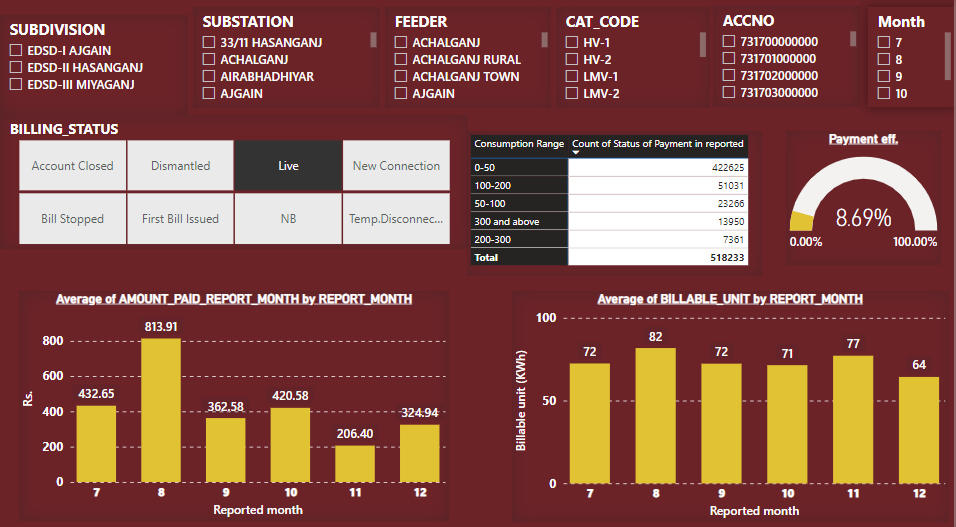 SUBDIVISION
EDSD-I AJGAIN
EDSD-II HASANGANJ
EDSD-III MIYAGANJ
SUBSTATION
33/11 HASANGANJ
ACHALGANJ
AIRABHADHIYAR
AJGAIN
FEEDER
ACHALGANJ
ACHALGANJ RURAL
ACHALGANJ TOWN
AJGAIN
CAT_CODE
HV-1
HV-2
LMV-1
LMV-2
ACCNO
731700000000
731701000000
731702000000
731703000000
Month
7
8
9
10
BILLING_STATUS
Account Closed Dismantled Live New Connection
Bill Stopped First Bill Issued NB Temp.Disconnec...
Consumption Range Count of Status of Payment in reported
0-50 422625
100-200 51031
50-100 23266
300 and above 13950
200-300 7361
Total 518233
Payment eff.
8.69%
0.00% 100.00%
Average of AMOUNT_PAID_REPORT_MONTH by REPORT_MONTH
Rs.
800
600
400
200
0
432.65
813.91
362.58
420.58
206.40
324.94
7 8 9 10 11 12
Reported month
Average of BILLABLE_UNIT by REPORT_MONTH
Billable unit (KWh)
100
50
0
72
82
72
71
77
64
7 8 9 10 11 12
Reported month